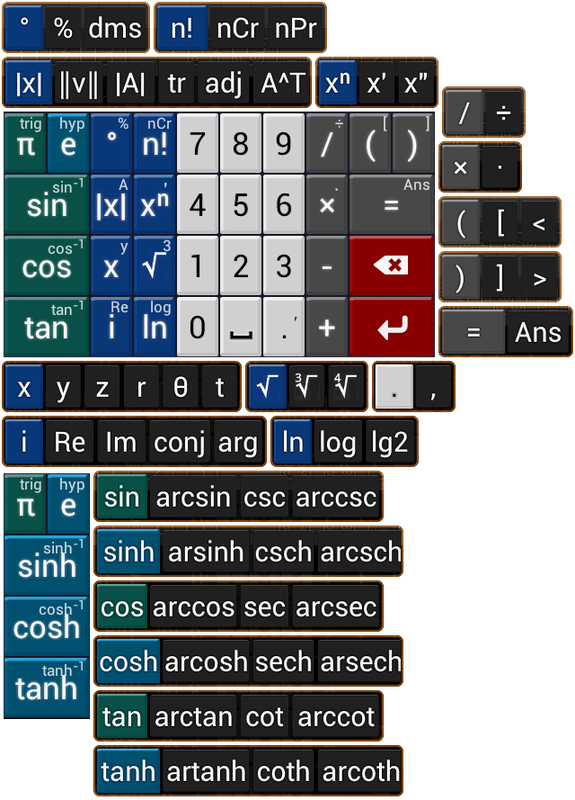 ° % dms n! nCr nPr
|x| ||v|| |A| tr adj A^T xⁿ x' x"
/ ÷
trig hyp % nCr ÷ [ ]
π e ° n! 7 8 9 / ( )
× ·
sin⁻¹ A ' · Ans
sin |x| xⁿ 4 5 6 × =
( [ <
cos⁻¹ y 3
cos x √ 1 2 3 -
) ] >
tan⁻¹ Re log ,
tan i ln 0 ⎵ . +
= Ans
x y z r θ t √ ∛ ∜ . ,
i Re Im conj arg ln log lg2
trig hyp
π e
sin arcsin csc arccsc
sinh⁻¹
sinh
sinh arsinh csch arcsch
cosh⁻¹
cosh
cos arccos sec arcsec
cosh arcosh sech arsech
tanh⁻¹
tanh
tan arctan cot arccot
tanh artanh coth arcoth